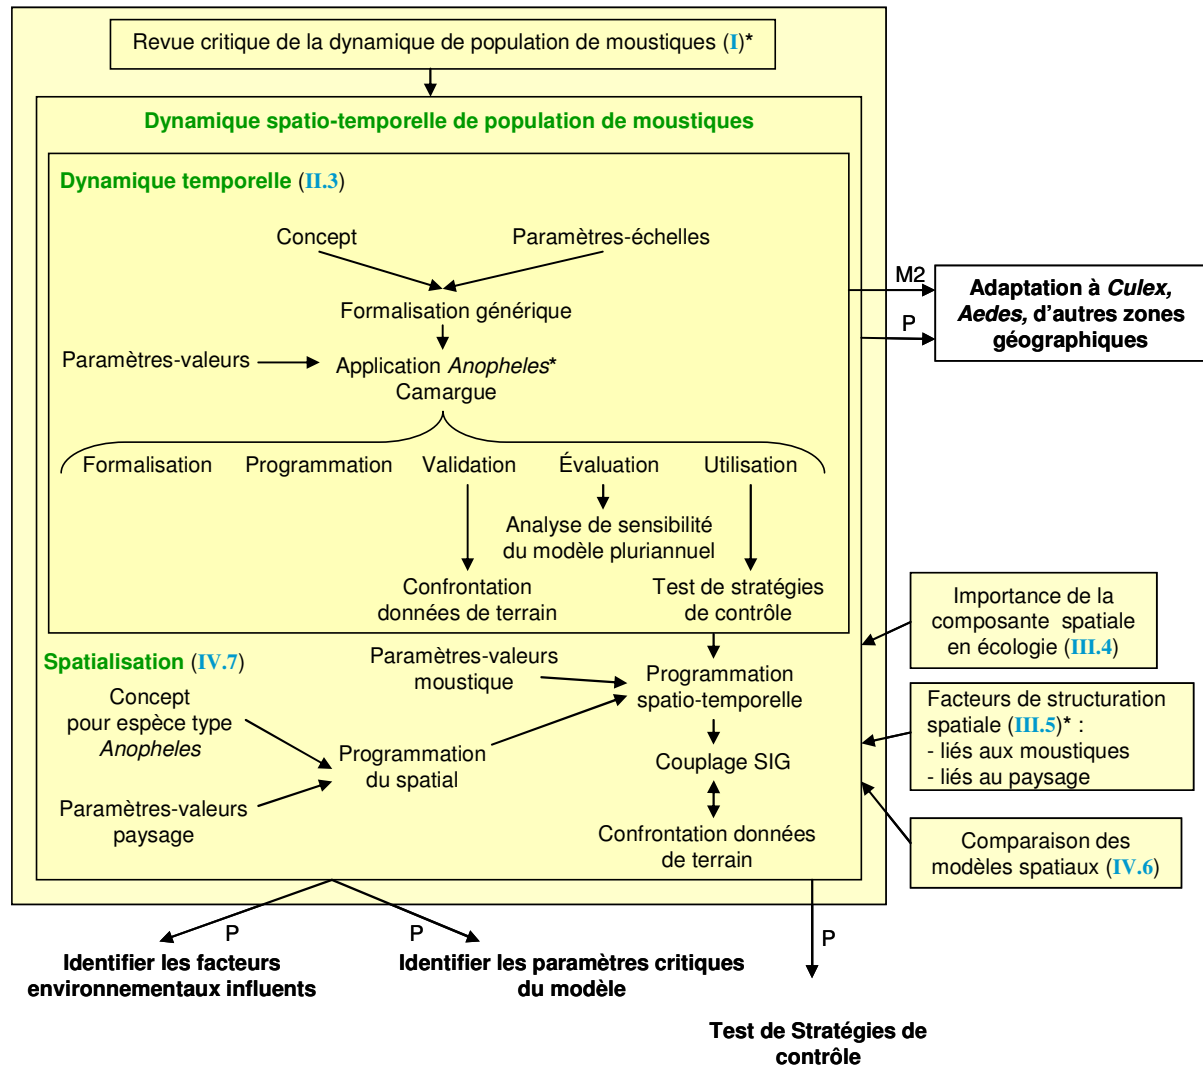 Revue critique de la dynamique de population de moustiques (I)*
Dynamique spatio-temporelle de population de moustiques
Dynamique temporelle (II.3)
Concept
Paramètres-échelles
Formalisation générique
Paramètres-valeurs
Application Anopheles*
Camargue
Formalisation
Programmation
Validation
Évaluation
Utilisation
Analyse de sensibilité
du modèle pluriannuel
Confrontation
données de terrain
Test de stratégies
de contrôle
M2
P
Adaptation à Culex,
Aedes, d'autres zones
géographiques
Spatialisation (IV.7)
Concept
pour espèce type
Anopheles
Paramètres-valeurs
paysage
Paramètres-valeurs
moustique
Programmation
du spatial
Programmation
spatio-temporelle
Couplage SIG
Confrontation données
de terrain
Importance de la
composante spatiale
en écologie (III.4)
Facteurs de structuration
spatiale (III.5)* :
- liés aux moustiques
- liés au paysage
Comparaison des
modèles spatiaux (IV.6)
P
P
P
Identifier les facteurs
environnementaux influents
Identifier les paramètres critiques
du modèle
Test de Stratégies de
contrôle